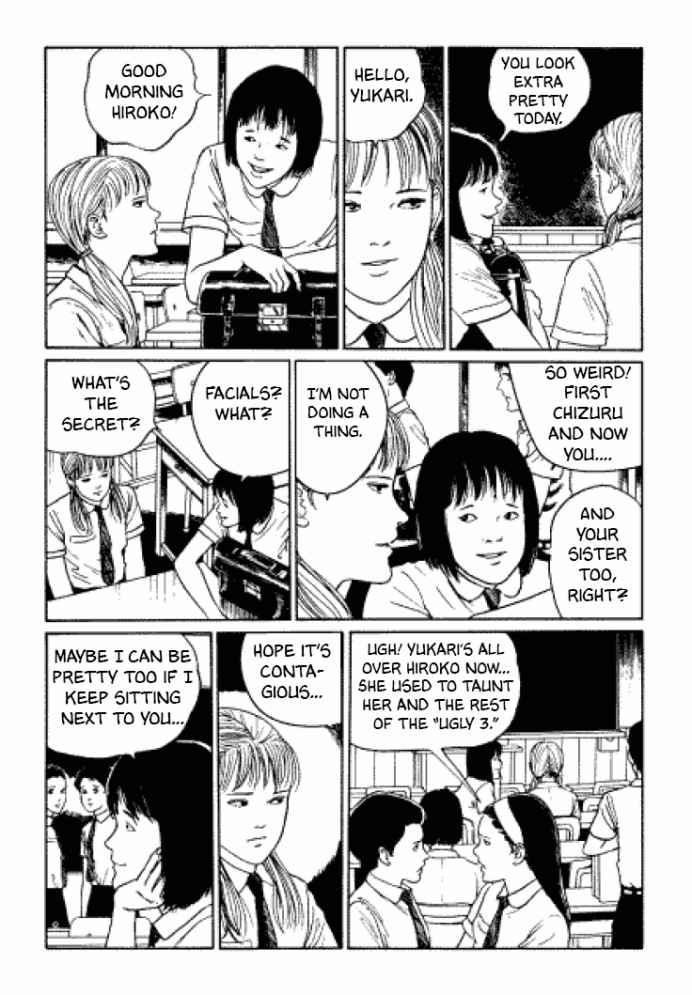 GOOD
MORNING
HIROKO!
HELLO,
YUKARI.
YOU LOOK
EXTRA
PRETTY
TODAY.
WHAT'S
THE
SECRET?
FACIALS?
WHAT?
I'M NOT
DOING A
THING.
SO WEIRD!
FIRST
CHIZURU
AND NOW
YOU....
AND
YOUR
SISTER
TOO,
RIGHT?
MAYBE I CAN BE
PRETTY TOO IF I
KEEP SITTING
NEXT TO YOU...
HOPE IT'S
CONTA-
GIOUS...
UGH! YUKARI'S ALL
OVER HIROKO NOW...
SHE USED TO TAUNT
HER AND THE REST
OF THE "UGLY 3."